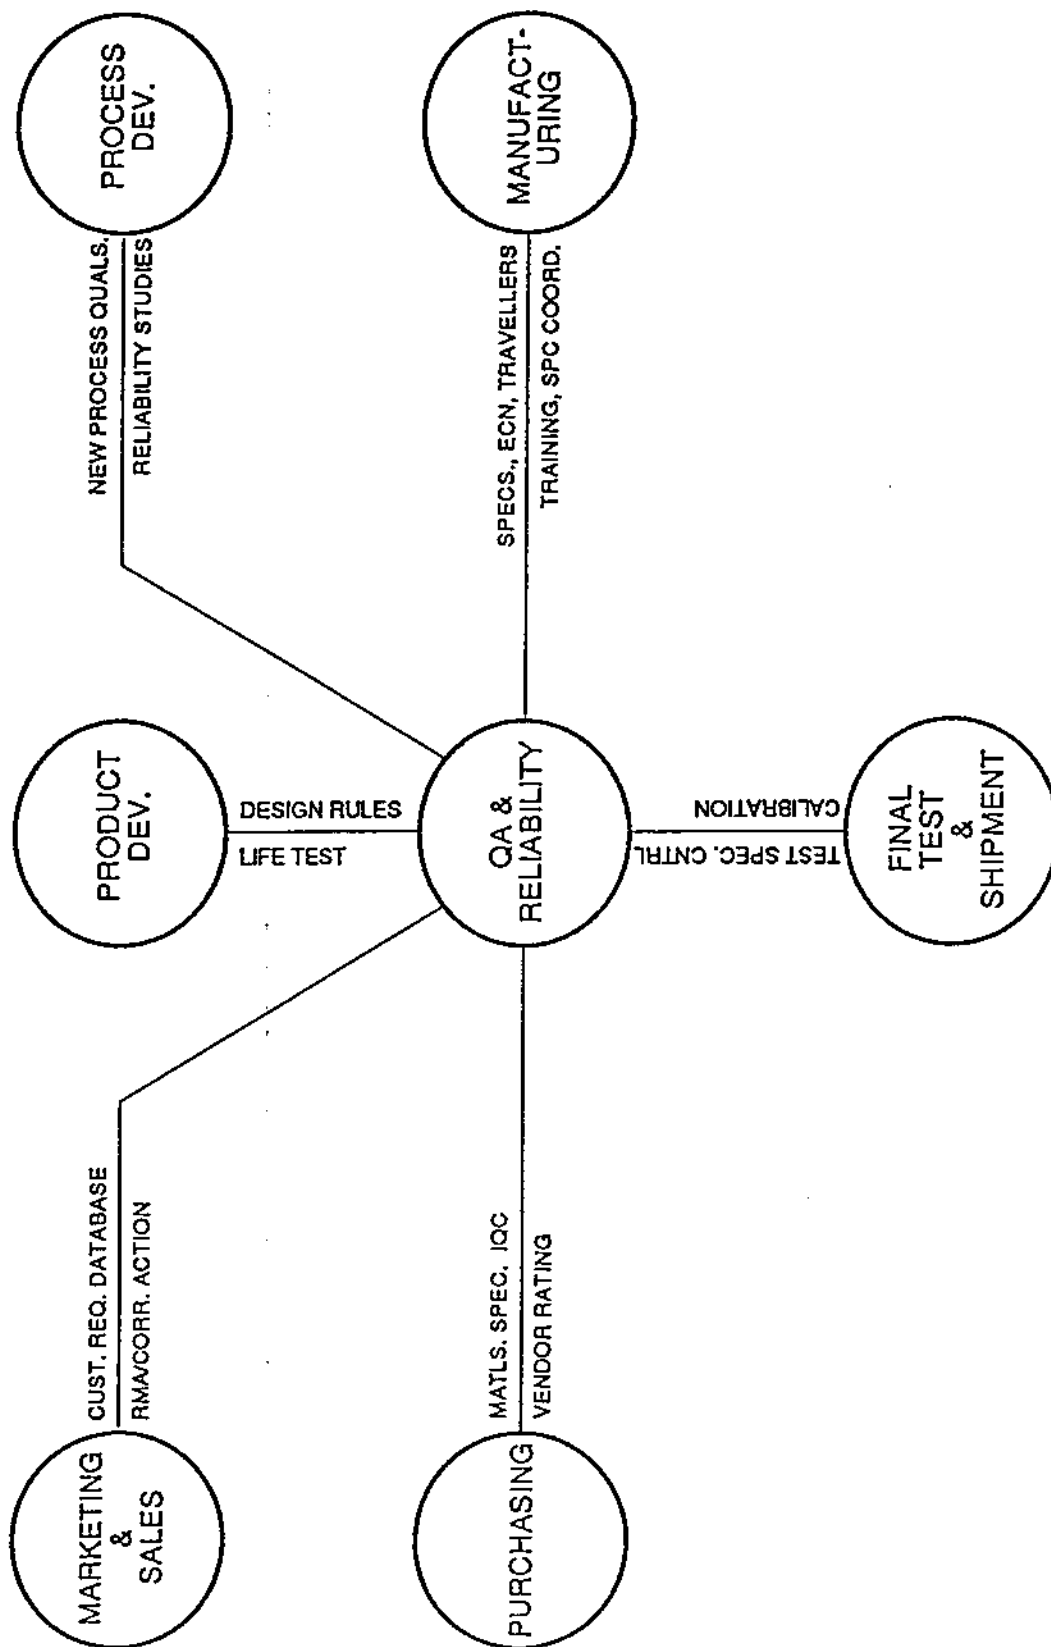 MARKETING
&
SALES
CUST. REQ. DATABASE
RMA/CORR. ACTION
PRODUCT
DEV.
DESIGN RULES
LIFE TEST
PROCESS
DEV.
NEW PROCESS QUALS.
RELIABILITY STUDIES
PURCHASING
MATLS. SPEC, IQC
VENDOR RATING
QA &
RELIABILITY
SPECS., ECN, TRAVELLERS
TRAINING, SPC COORD.
MANUFACT-
URING
TEST SPEC. CNTRL
CALIBRATION
FINAL
TEST
&
SHIPMENT